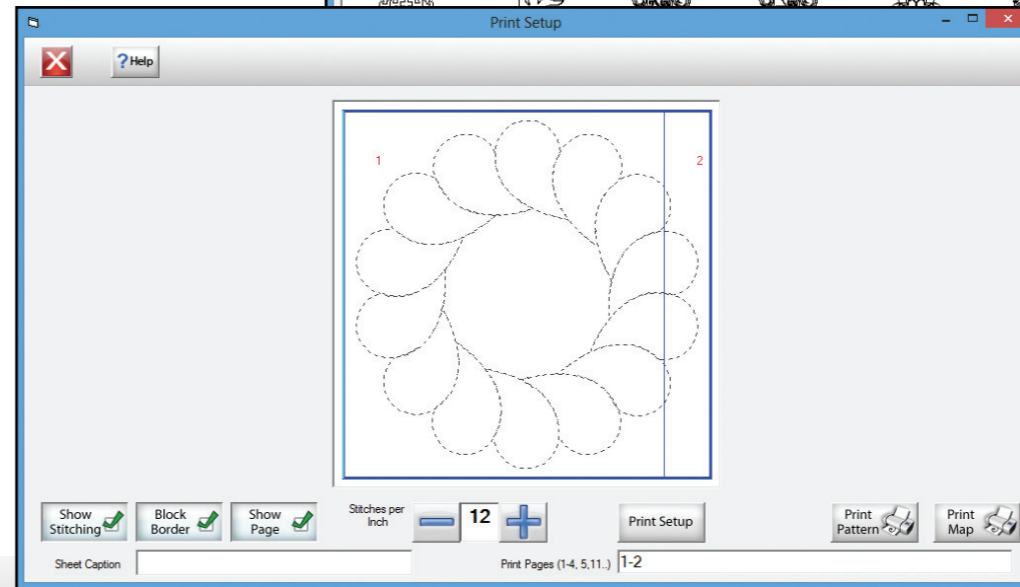 Print Setup
? Help
1
2
Show Stitching
Block Border
Show Page
Stitches per Inch
12
Print Setup
Print Pattern
Print Map
Sheet Caption
Print Pages (1-4, 5,11..)
1-2